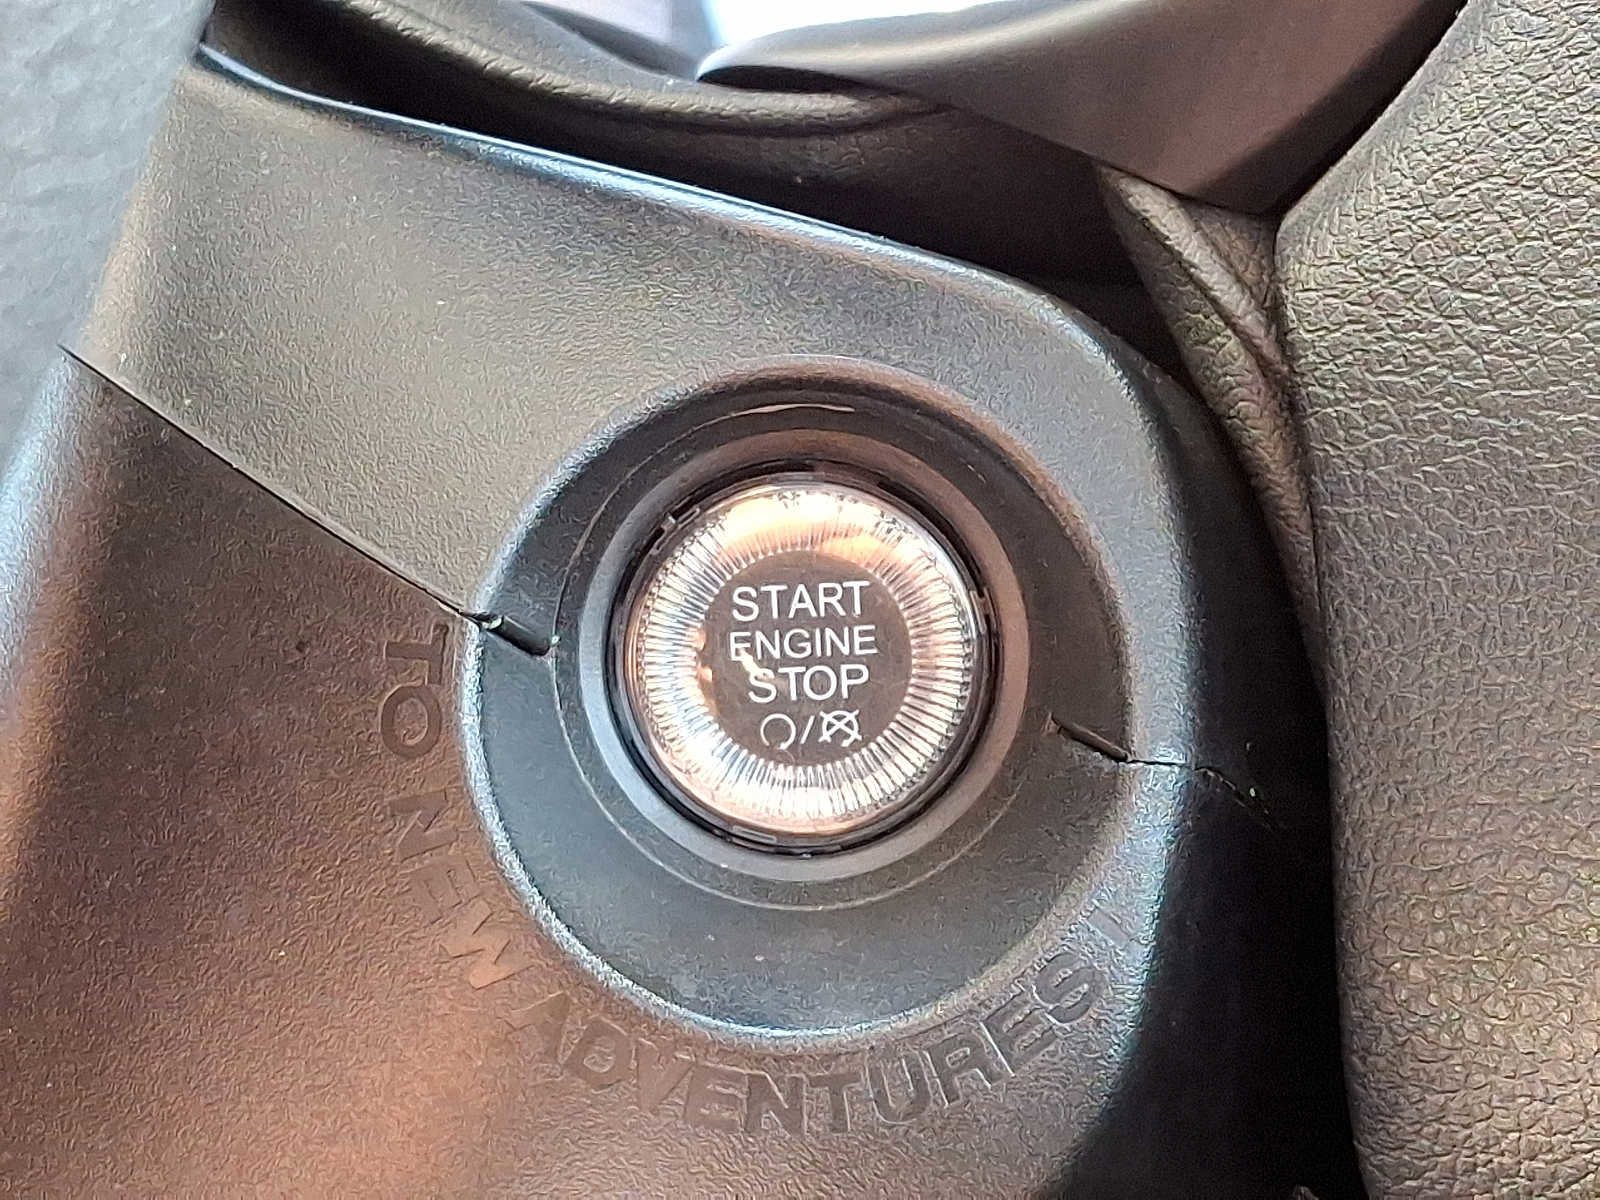 START
ENGINE
STOP
TO NEW ADVENTURES!